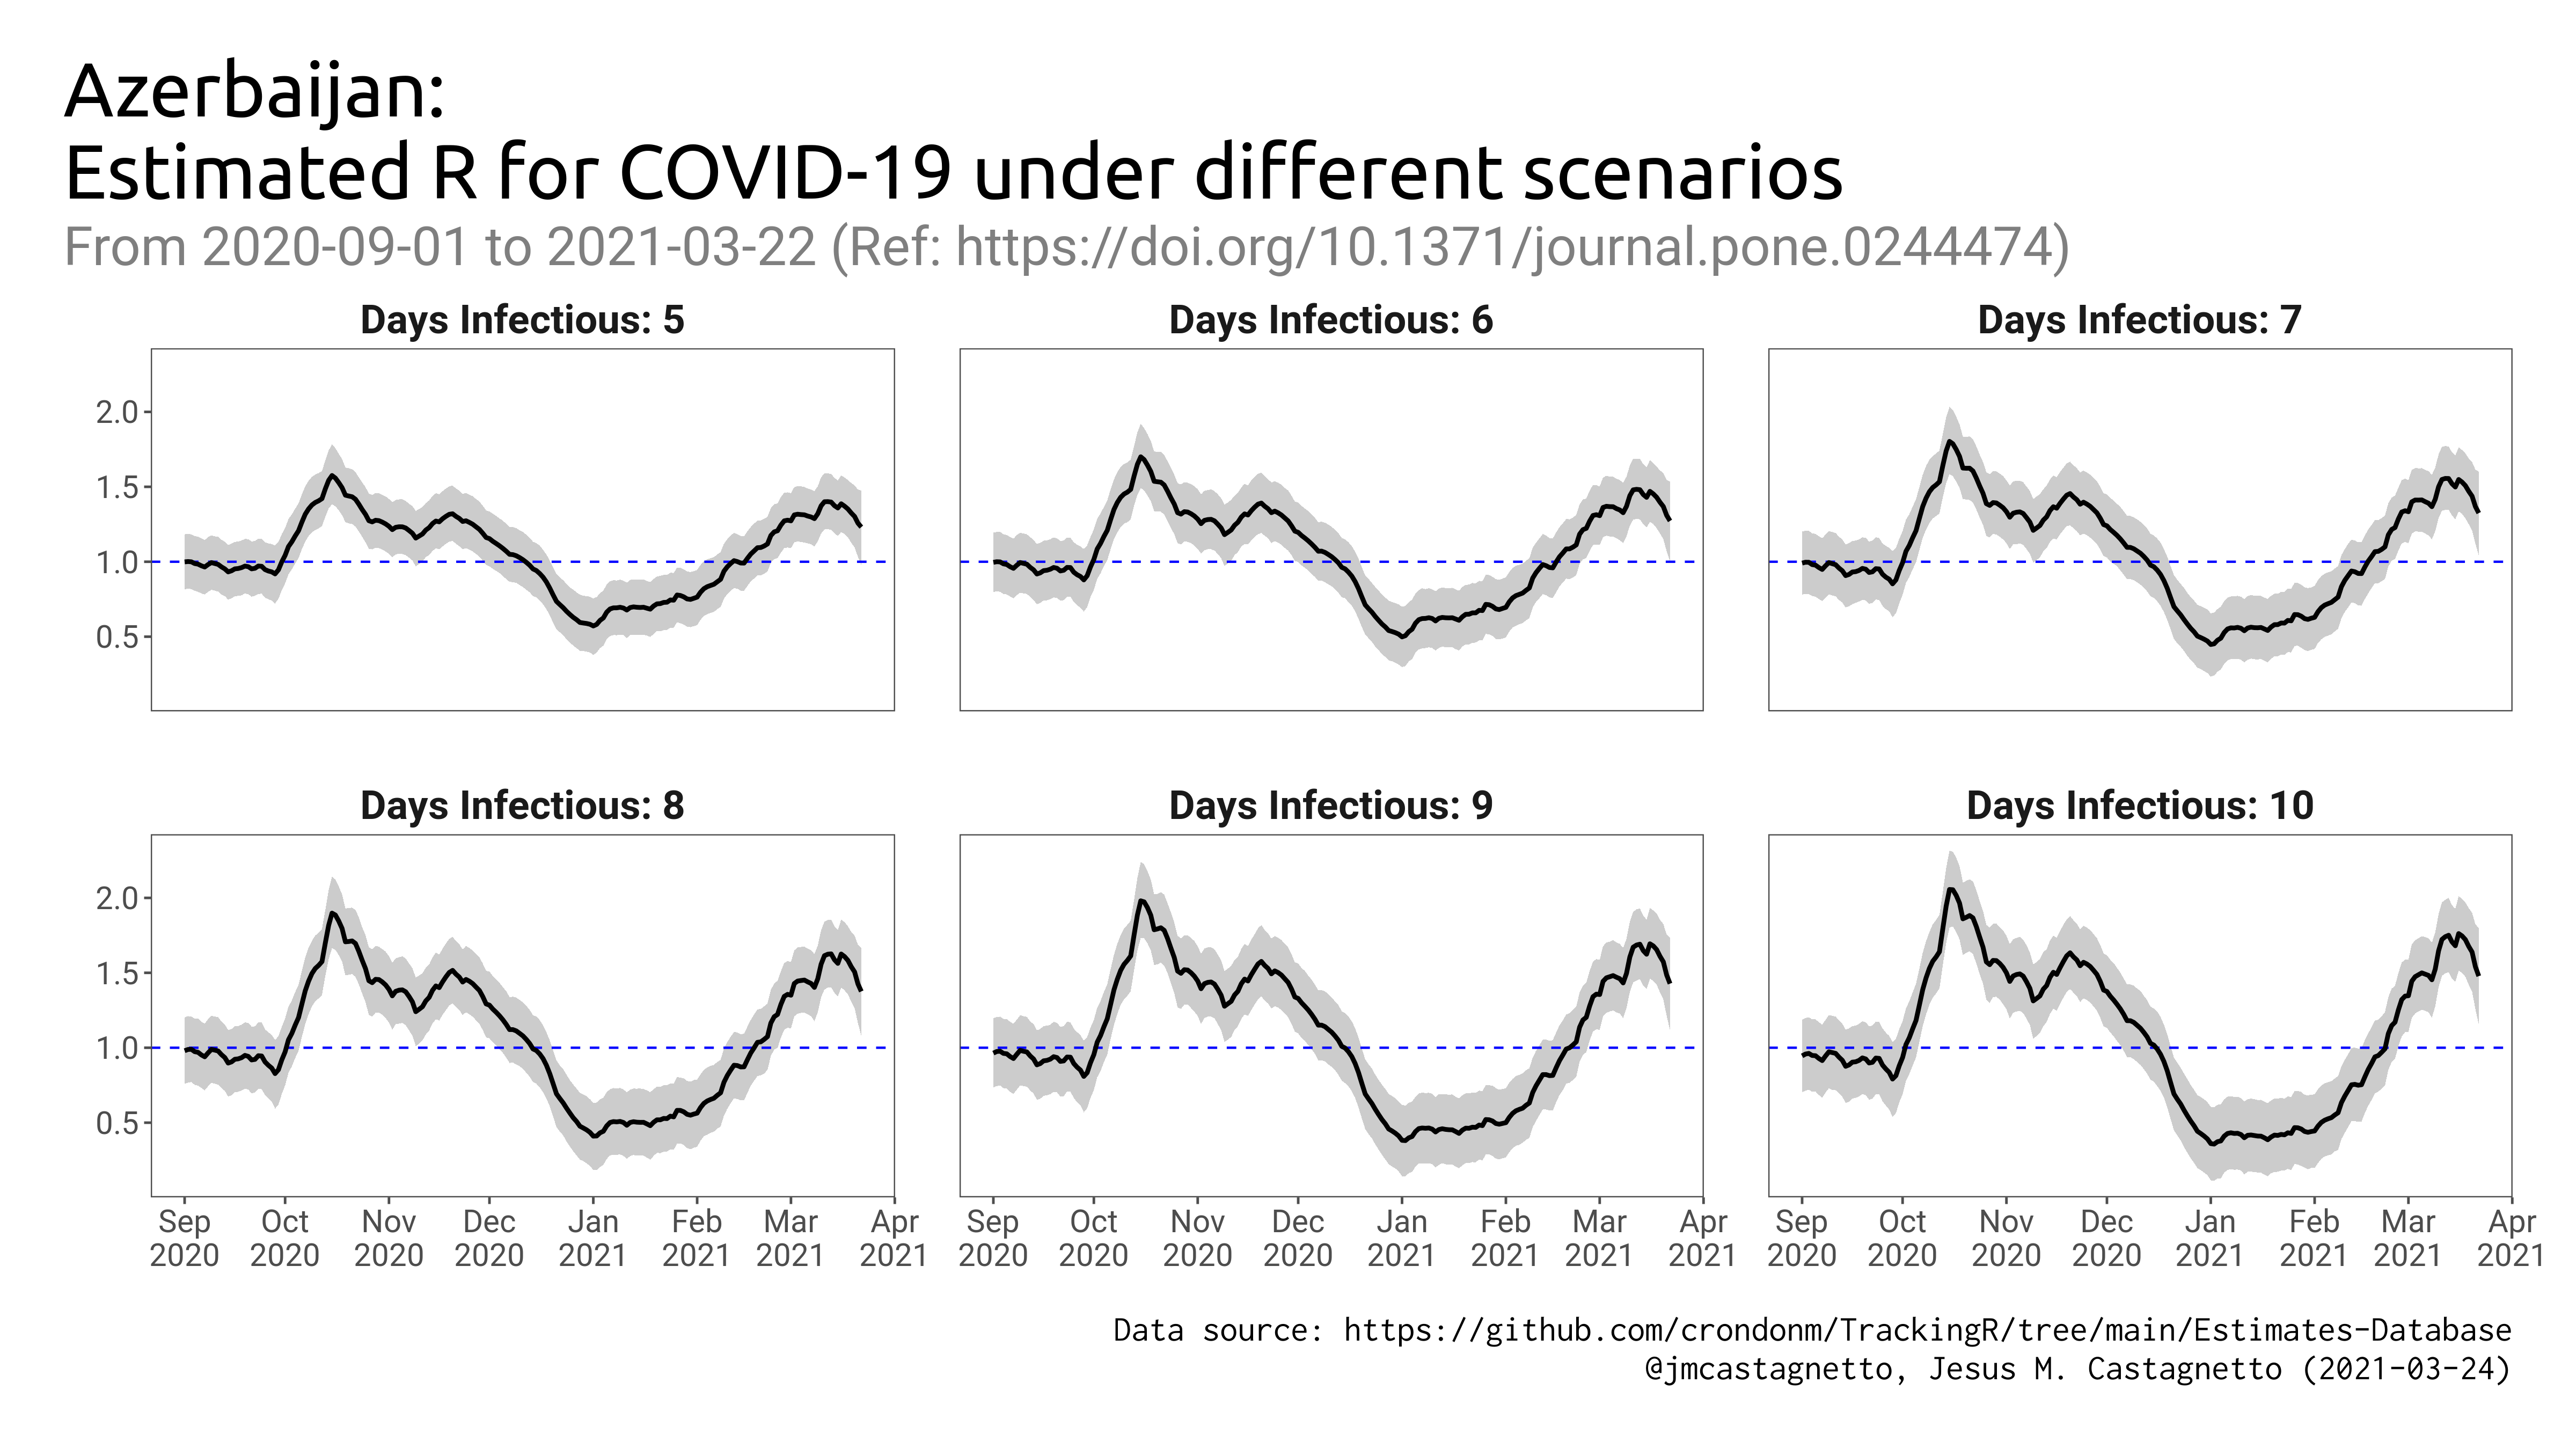 Azerbaijan:
Estimated R for COVID-19 under different scenarios
From 2020-09-01 to 2021-03-22 (Ref: https://doi.org/10.1371/journal.pone.0244474)
Days Infectious: 5 Days Infectious: 6 Days Infectious: 7
2.0
1.5
1.0
0.5
Days Infectious: 8 Days Infectious: 9 Days Infectious: 10
2.0
1.5
1.0
0.5
Sep Oct Nov Dec Jan Feb Mar Apr Sep Oct Nov Dec Jan Feb Mar Apr Sep Oct Nov Dec Jan Feb Mar Apr
2020 2020 2020 2020 2021 2021 2021 2021 2020 2020 2020 2020 2021 2021 2021 2021 2020 2020 2020 2020 2021 2021 2021 2021
Data source: https://github.com/crondonm/TrackingR/tree/main/Estimates-Database
@jmcastagnetto, Jesus M. Castagnetto (2021-03-24)